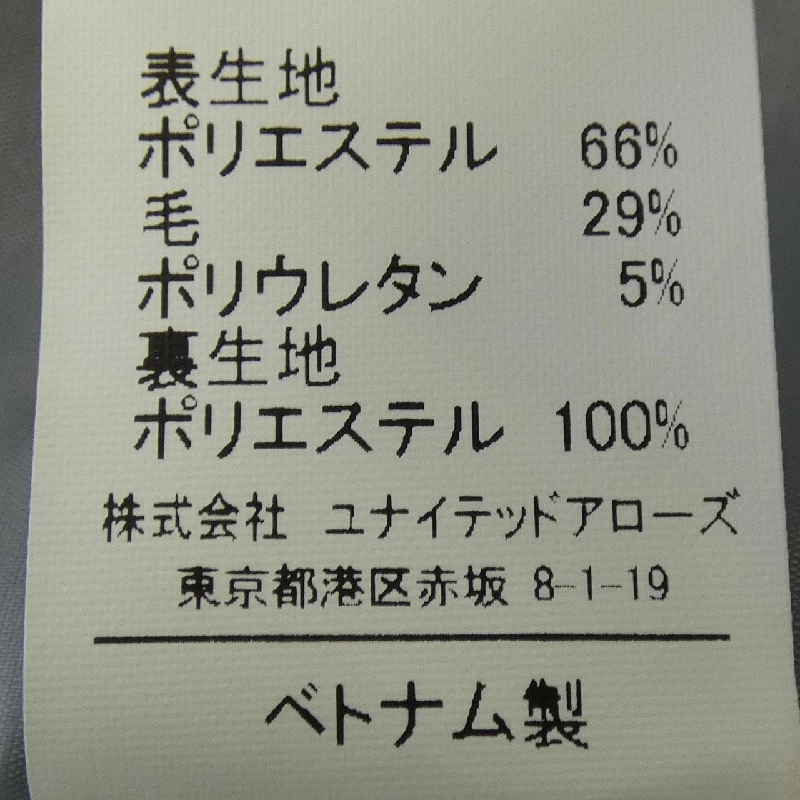 表生地
ポリエステル 66%
毛 29%
ポリウレタン 5%
裏生地
ポリエステル 100%
株式会社 ユナイテッドアローズ
東京都港区赤坂 8-1-19
ベトナム製